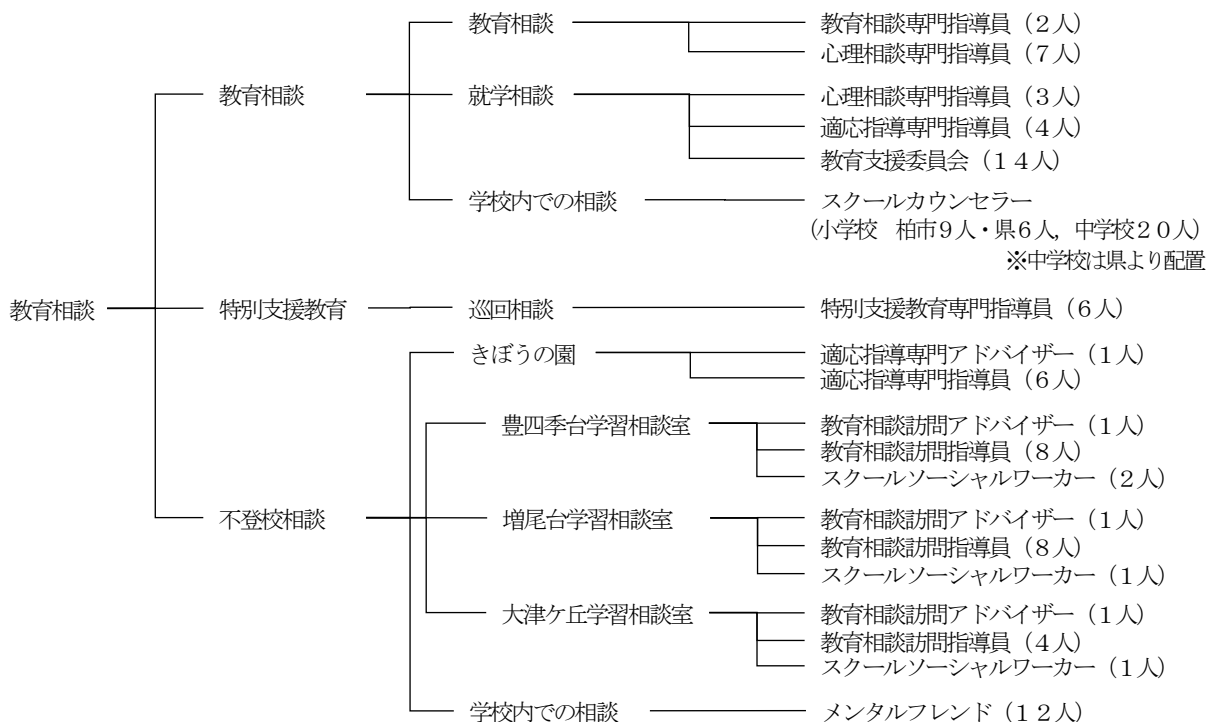 教育相談
教育相談専門指導員（２人）
心理相談専門指導員（７人）
教育相談
就学相談
心理相談専門指導員（３人）
適応指導専門指導員（４人）
教育支援委員会（１４人）
学校内での相談
スクールカウンセラー
（小学校　柏市９人・県６人，中学校２０人）
※中学校は県より配置
教育相談
特別支援教育
巡回相談
特別支援教育専門指導員（６人）
きぼうの園
適応指導専門アドバイザー（１人）
適応指導専門指導員（６人）
豊四季台学習相談室
教育相談訪問アドバイザー（１人）
教育相談訪問指導員（８人）
スクールソーシャルワーカー（２人）
不登校相談
増尾台学習相談室
教育相談訪問アドバイザー（１人）
教育相談訪問指導員（８人）
スクールソーシャルワーカー（１人）
大津ケ丘学習相談室
教育相談訪問アドバイザー（１人）
教育相談訪問指導員（４人）
スクールソーシャルワーカー（１人）
学校内での相談
メンタルフレンド（１２人）